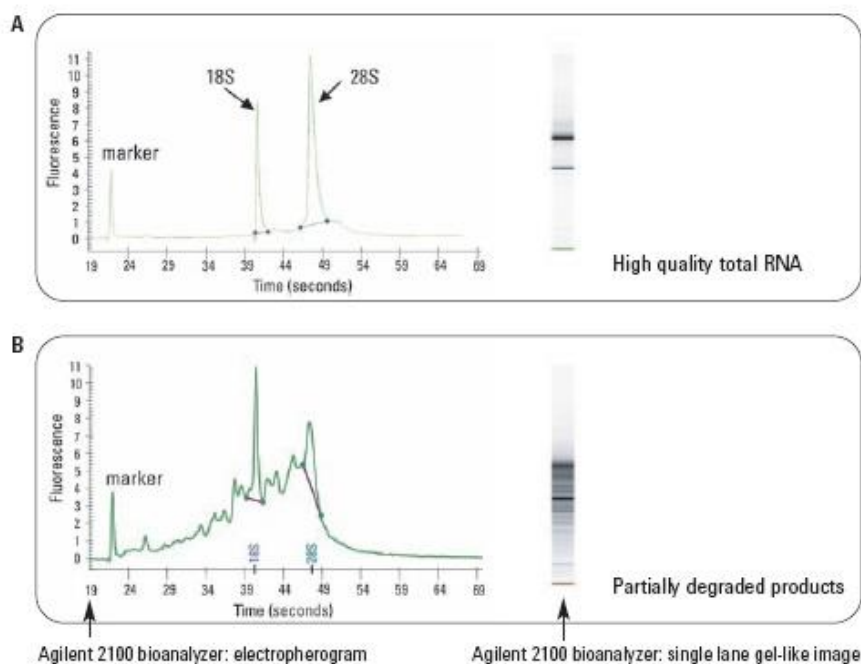 A
Fluorescence
11
10
9
8
7
6
5
4
3
2
1
0
18S
28S
marker
19 24 29 34 39 44 49 54 59 64 69
Time (seconds)
High quality total RNA
B
Fluorescence
11
10
9
8
7
6
5
4
3
2
1
0
marker
18S
28S
19 24 29 34 39 44 49 54 59 64 69
Time (seconds)
Partially degraded products
Agilent 2100 bioanalyzer: electropherogram
Agilent 2100 bioanalyzer: single lane gel-like image